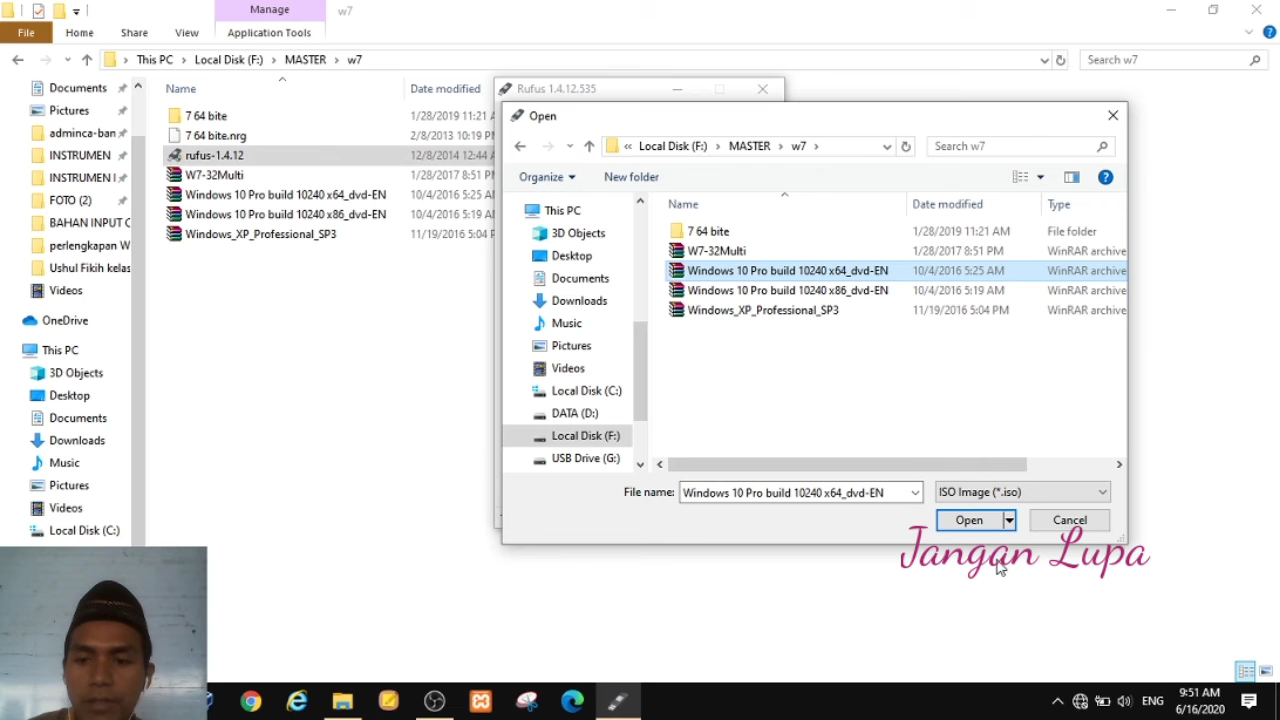 Manage
w7
File
Home
Share
View
Application Tools
This PC
Local Disk (F:)
MASTER
w7
Search w7
Documents
Pictures
adminca-ban
INSTRUMEN
INSTRUMEN I
FOTO (2)
BAHAN INPUT C
perlengkapan W
Ushul Fikih kelas
Videos
OneDrive
This PC
3D Objects
Desktop
Documents
Downloads
Music
Pictures
Videos
Local Disk (C:)
Name
Date modified
7 64 bite
1/28/2019 11:21 A
7 64 bite.nrg
2/8/2013 10:19 P
rufus-1.4.12
12/8/2014 12:44 A
W7-32Multi
1/28/2017 8:51 P
Windows 10 Pro build 10240 x64_dvd-EN
10/4/2016 5:25 A
Windows 10 Pro build 10240 x86_dvd-EN
10/4/2016 5:19 A
Windows_XP_Professional_SP3
11/19/2016 5:04 P
Rufus 1.4.12.535
Open
« Local Disk (F:)
MASTER
w7
Search w7
Organize
New folder
This PC
3D Objects
Desktop
Documents
Downloads
Music
Pictures
Videos
Local Disk (C:)
DATA (D:)
Local Disk (F:)
USB Drive (G:)
Name
Date modified
Type
7 64 bite
1/28/2019 11:21 AM
File folder
W7-32Multi
1/28/2017 8:51 PM
WinRAR archive
Windows 10 Pro build 10240 x64_dvd-EN
10/4/2016 5:25 AM
WinRAR archive
Windows 10 Pro build 10240 x86_dvd-EN
10/4/2016 5:19 AM
WinRAR archive
Windows_XP_Professional_SP3
11/19/2016 5:04 PM
WinRAR archive
File name:
Windows 10 Pro build 10240 x64_dvd-EN
ISO Image (*.iso)
Open
Cancel
Jangan Lupa
ENG
9:51 AM
6/16/2020